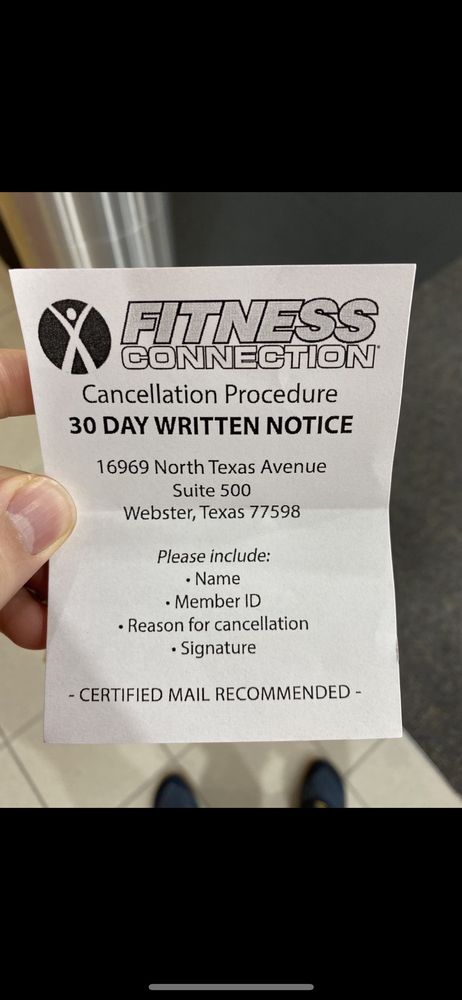 FITNESS
CONNECTION®
Cancellation Procedure
30 DAY WRITTEN NOTICE
16969 North Texas Avenue
Suite 500
Webster, Texas 77598
Please include:
• Name
• Member ID
• Reason for cancellation
• Signature
- CERTIFIED MAIL RECOMMENDED -